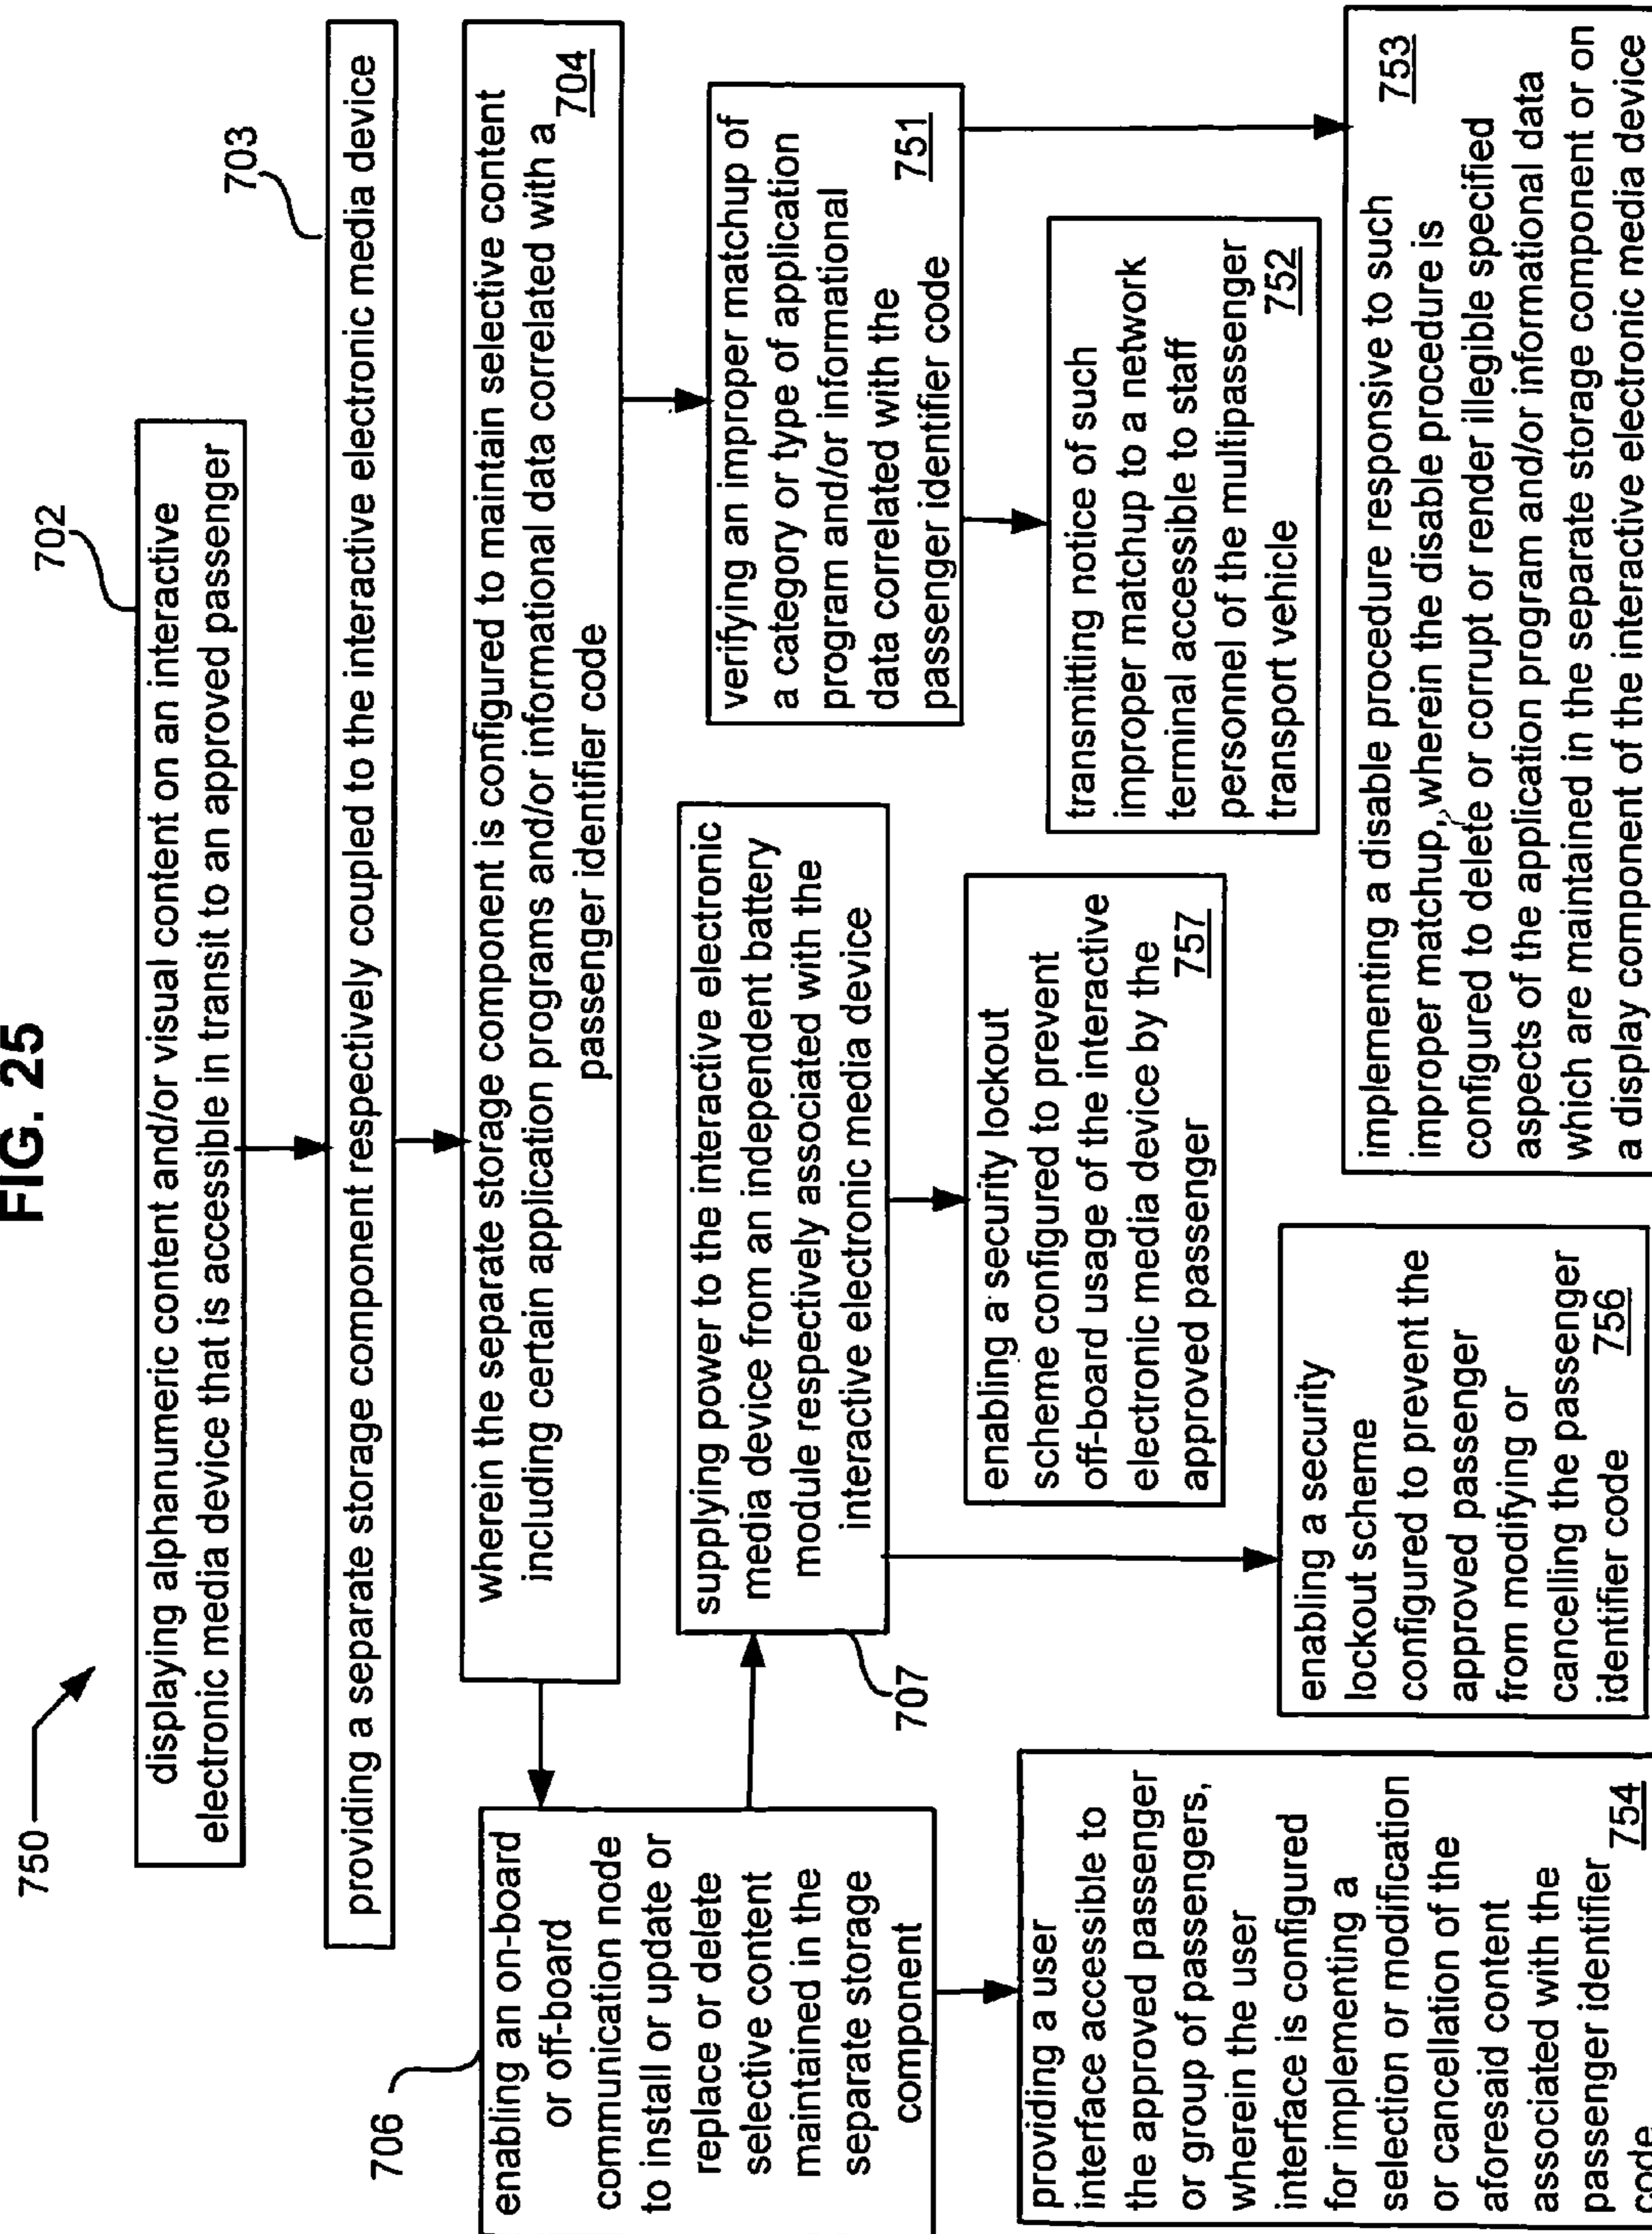 FIG. 25
750
702
displaying alphanumeric content and/or visual content on an interactive
electronic media device that is accessible in transit to an approved passenger
703
providing a separate storage component respectively coupled to the interactive electronic media device
wherein the separate storage component is configured to maintain selective content
including certain application programs and/or informational data correlated with a
passenger identifier code
704
706
enabling an on-board
or off-board
communication node
to install or update or
replace or delete
selective content
maintained in the
separate storage
component
supplying power to the interactive electronic
media device from an independent battery
module respectively associated with the
interactive electronic media device
707
verifying an improper matchup of
a category or type of application
program and/or informational
data correlated with the
passenger identifier code
751
providing a user
interface accessible to
the approved passenger
or group of passengers,
wherein the user
interface is configured
for implementing a
selection or modification
or cancellation of the
aforesaid content
associated with the
passenger identifier
code
754
enabling a security
lockout scheme
configured to prevent the
approved passenger
from modifying or
cancelling the passenger
identifier code
756
enabling a security lockout
scheme configured to prevent
off-board usage of the interactive
electronic media device by the
approved passenger
757
transmitting notice of such
improper matchup to a network
terminal accessible to staff
personnel of the multipassenger
transport vehicle
752
implementing a disable procedure responsive to such
improper matchup, wherein the disable procedure is
configured to delete or corrupt or render illegible specified
aspects of the application program and/or informational data
which are maintained in the separate storage component or on
a display component of the interactive electronic media device
753